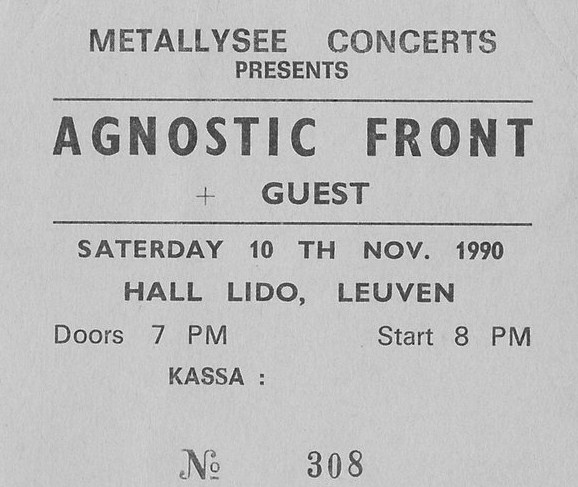 METALLYSEE CONCERTS
PRESENTS
AGNOSTIC FRONT
+ GUEST
SATERDAY 10 TH NOV. 1990
HALL LIDO, LEUVEN
Doors 7 PM Start 8 PM
KASSA :
№ 308